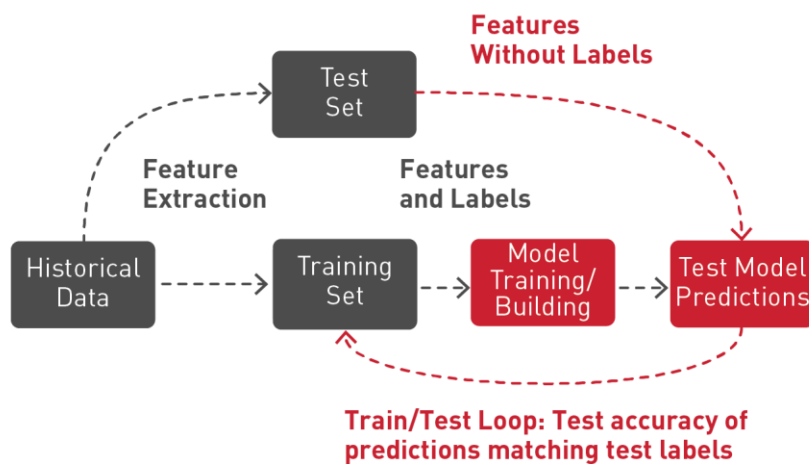 Features
Without Labels
Test
Set
Feature
Extraction
Features
and Labels
Historical
Data
Training
Set
Model
Training/
Building
Test Model
Predictions
Train/Test Loop: Test accuracy of
predictions matching test labels